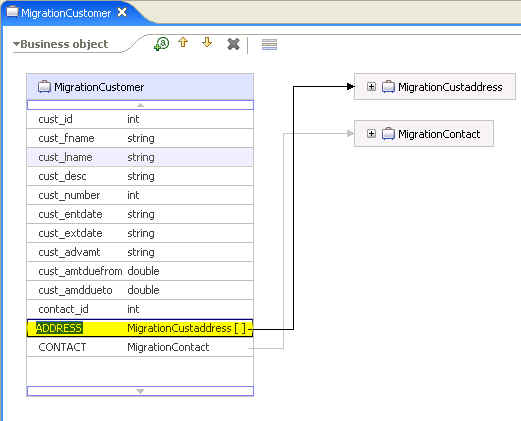 MigrationCustomer
Business object
MigrationCustomer
cust_id int
cust_fname string
cust_lname string
cust_desc string
cust_number int
cust_entdate string
cust_extdate string
cust_advamt string
cust_amtduefrom double
cust_amddueto double
contact_id int
ADDRESS MigrationCustaddress [ ]
CONTACT MigrationContact
MigrationCustaddress
MigrationContact